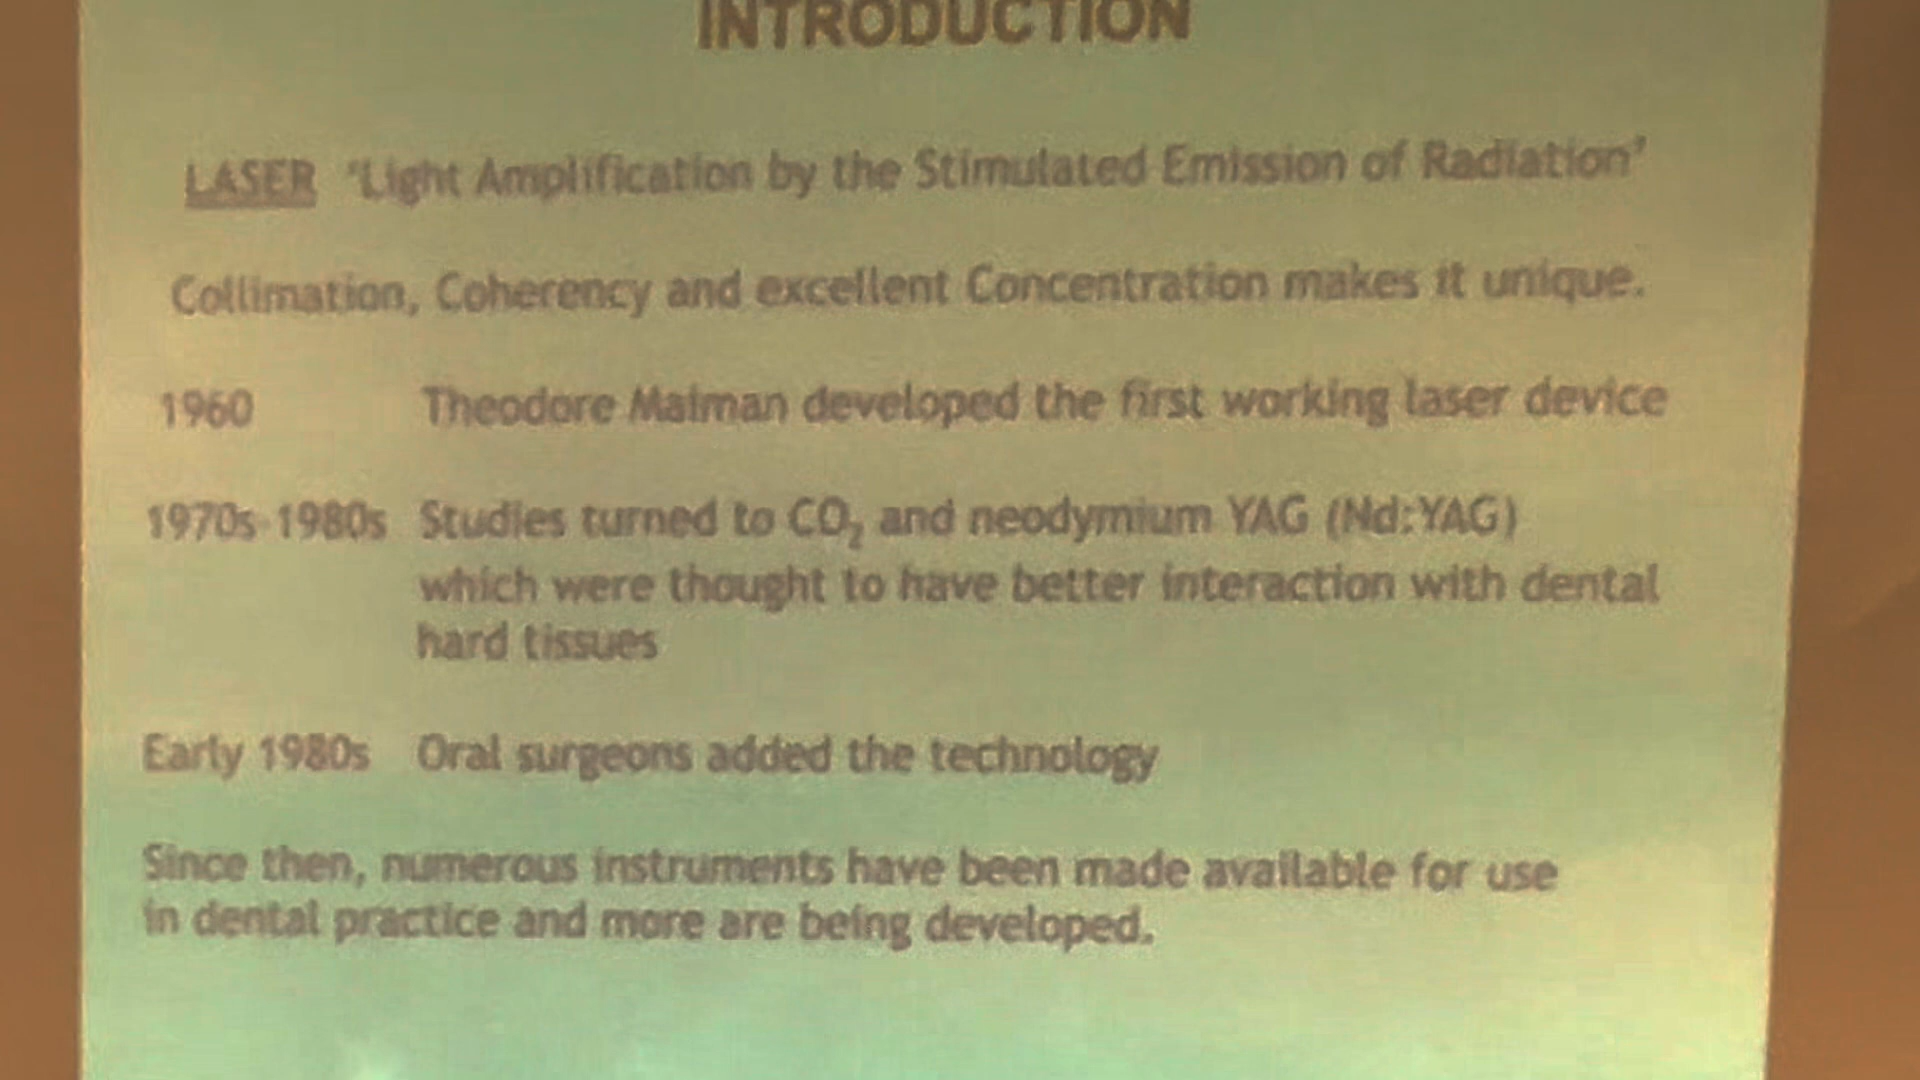 INTRODUCTION
LASER 'Light Amplification by the Stimulated Emission of Radiation'
Collimation, Coherency and excellent Concentration makes it unique.
1960 Theodore Maiman developed the first working laser device
1970s-1980s Studies turned to CO₂ and neodymium YAG (Nd:YAG)
which were thought to have better interaction with dental
hard tissues
Early 1980s Oral surgeons added the technology
Since then, numerous instruments have been made available for use
in dental practice and more are being developed.